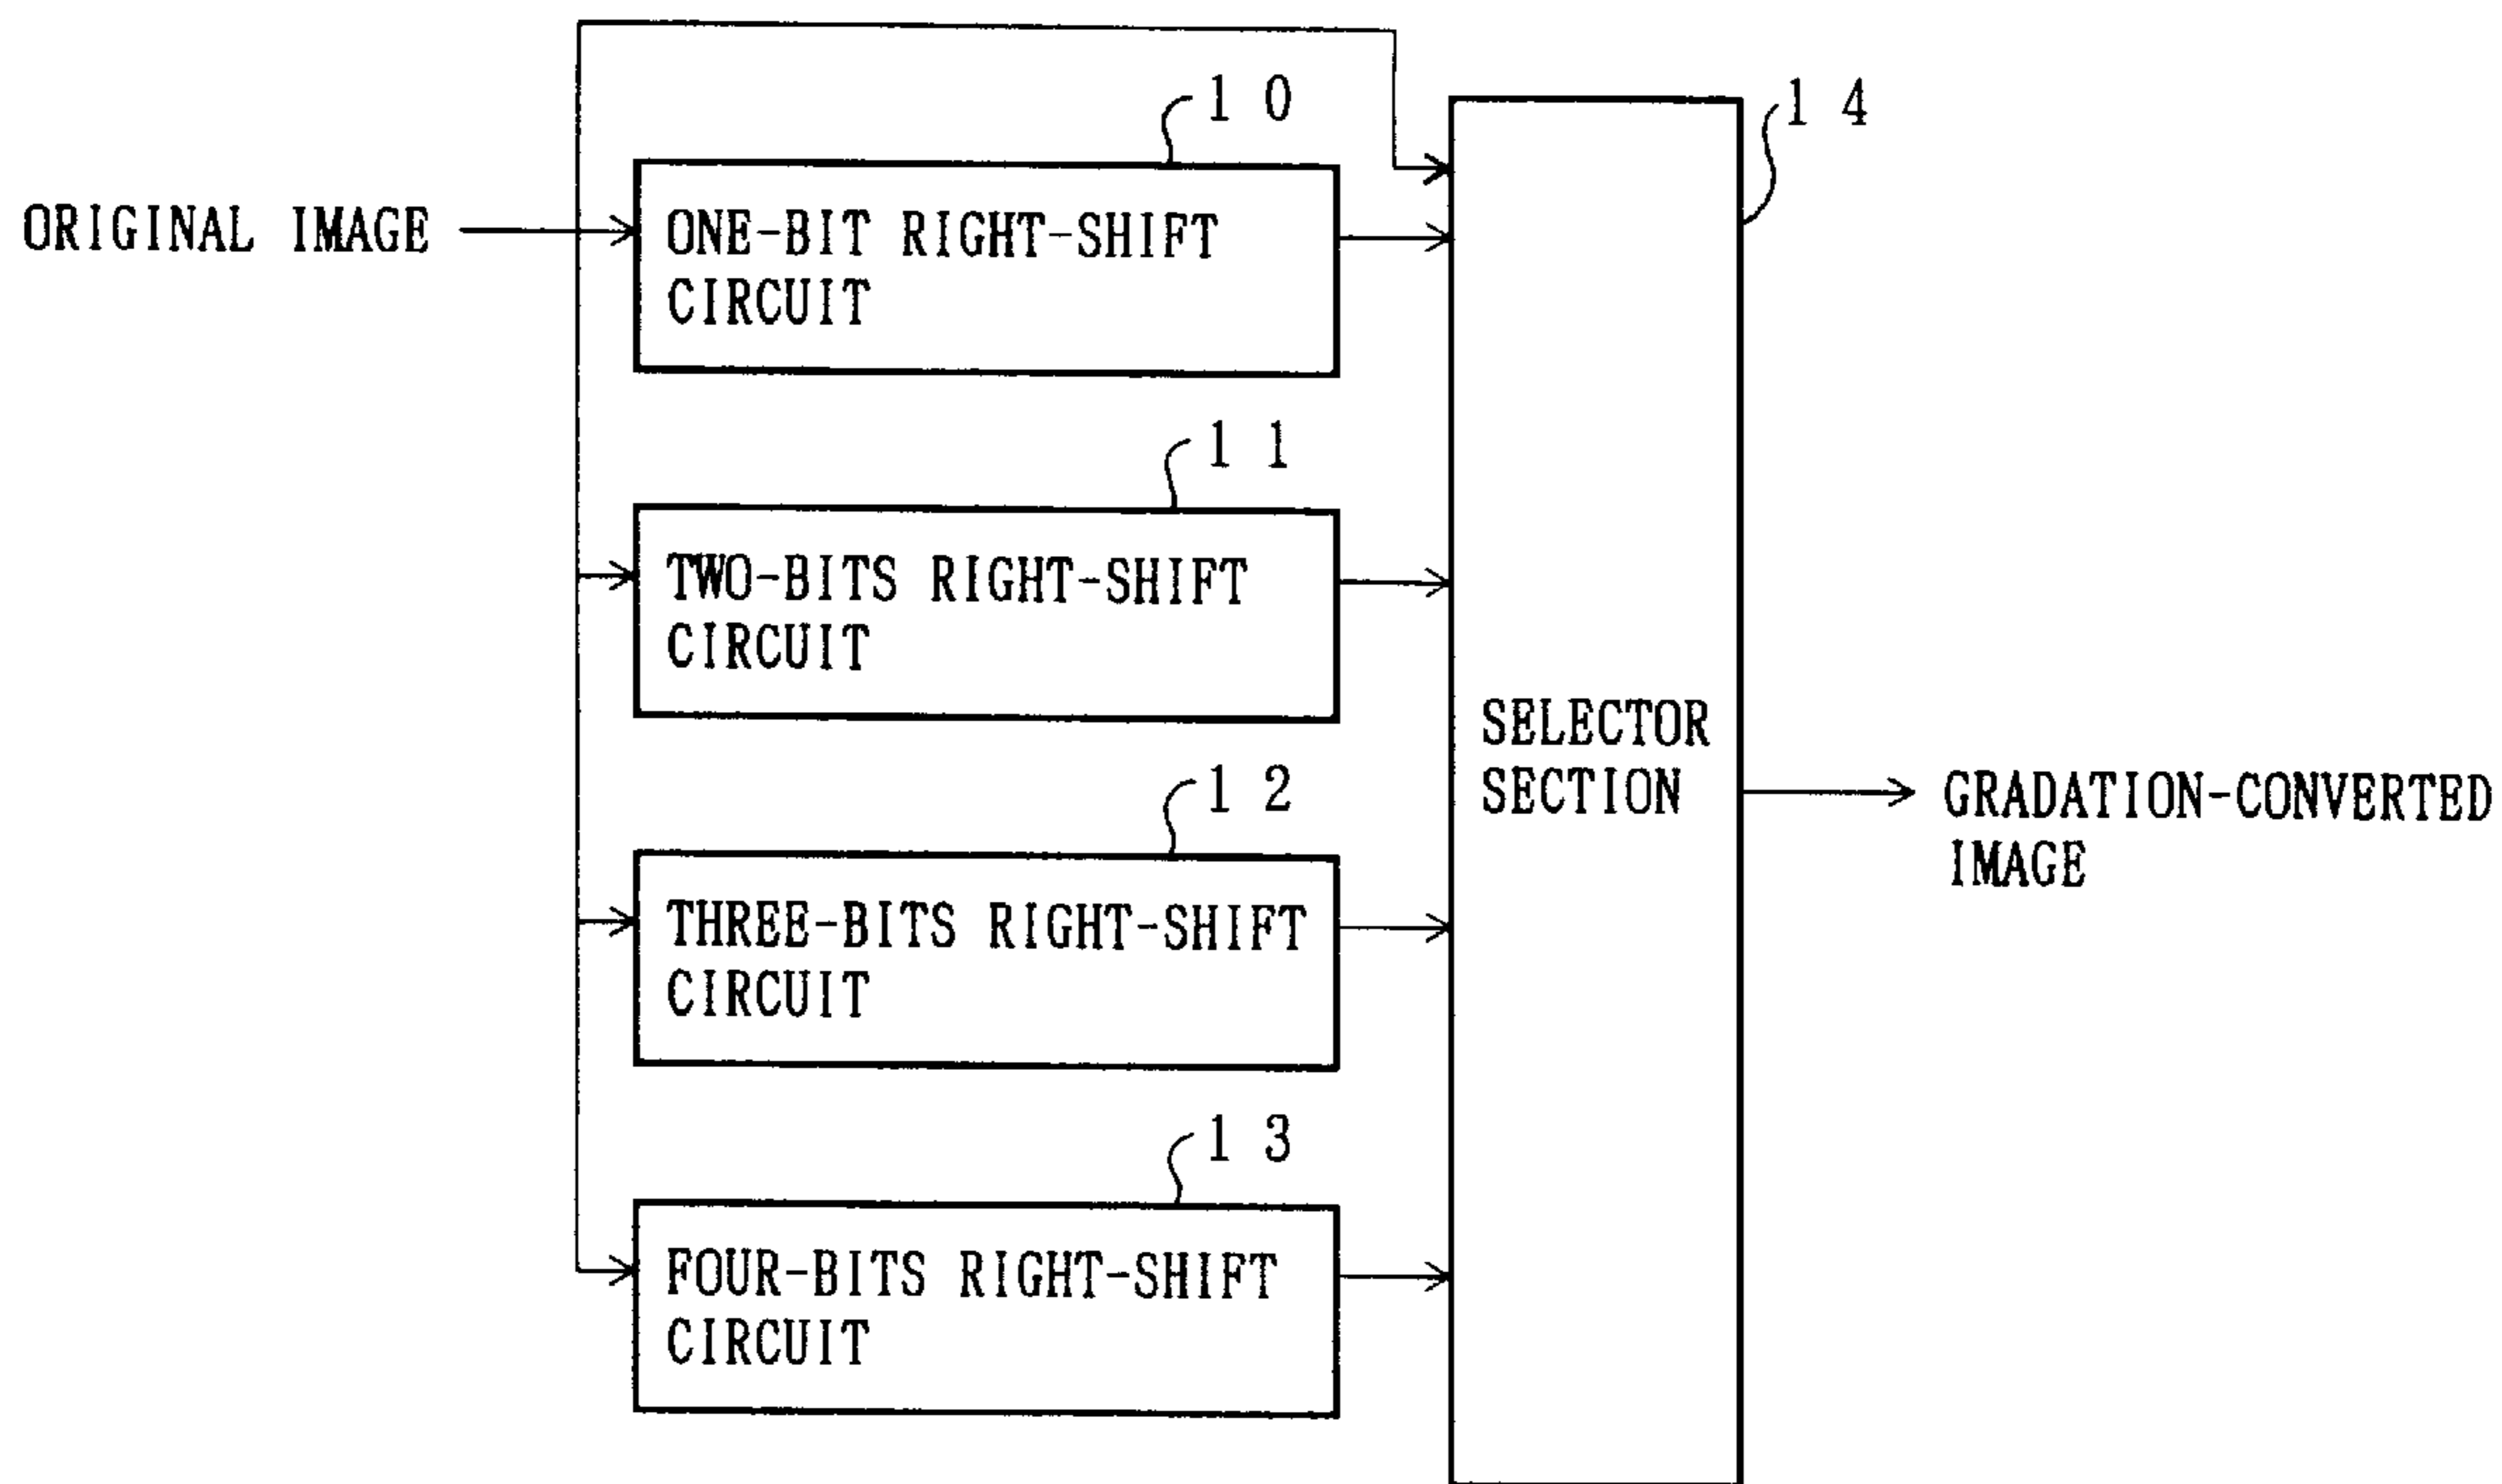 1 0
1 4
ORIGINAL IMAGE
ONE-BIT RIGHT-SHIFT
CIRCUIT
1 1
TWO-BITS RIGHT-SHIFT
CIRCUIT
1 2
THREE-BITS RIGHT-SHIFT
CIRCUIT
1 3
FOUR-BITS RIGHT-SHIFT
CIRCUIT
SELECTOR
SECTION
GRADATION-CONVERTED
IMAGE